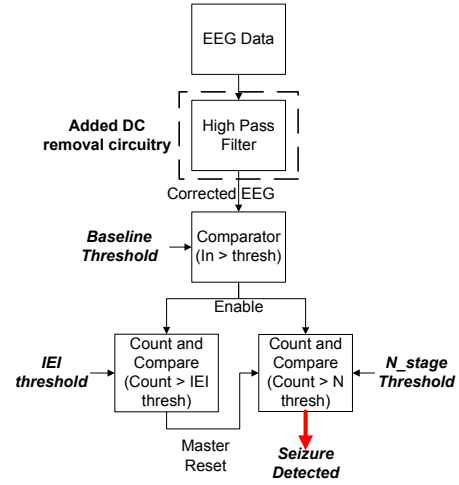 EEG Data
Added DC
removal circuitry
High Pass
Filter
Corrected EEG
Baseline
Threshold
Comparator
(In > thresh)
Enable
IEI
threshold
Count and
Compare
(Count > IEI
thresh)
Count and
Compare
(Count > N
thresh)
N_stage
Threshold
Master
Reset
Seizure
Detected